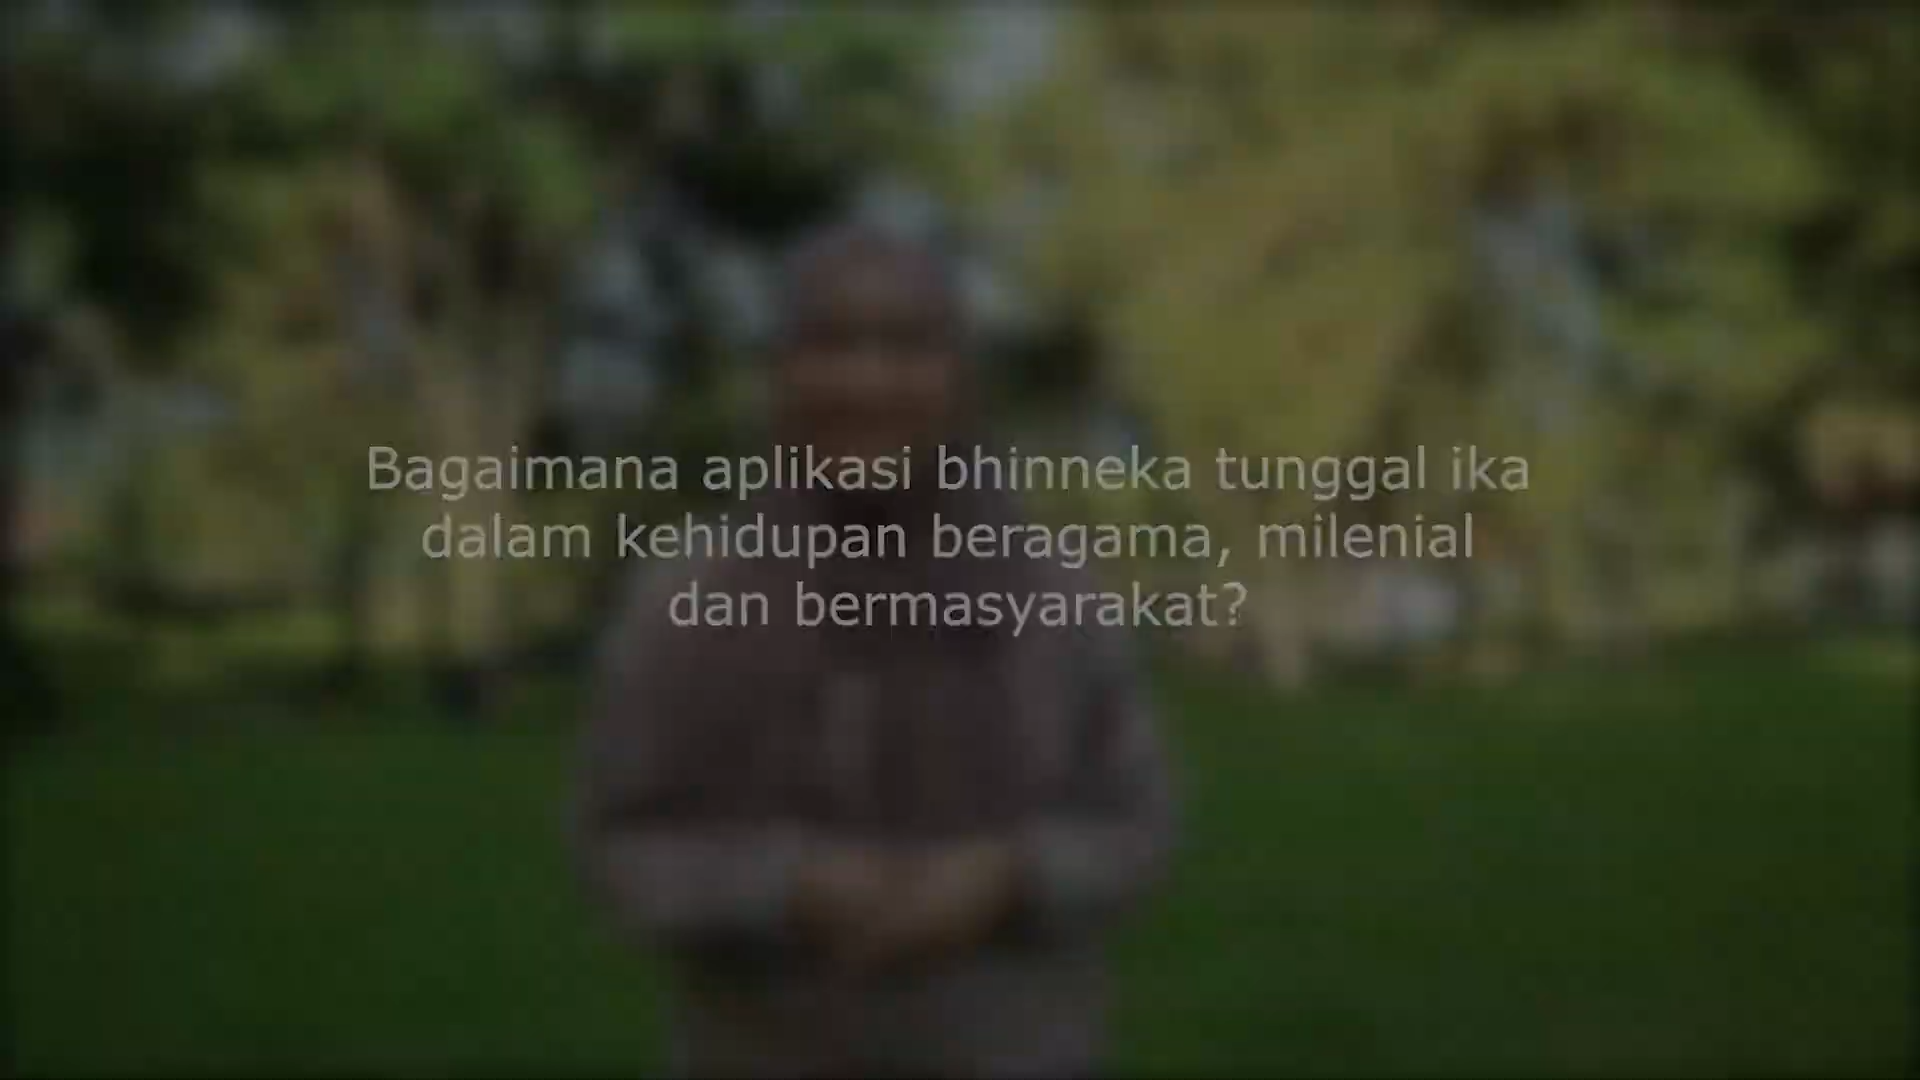 Bagaimana aplikasi bhinneka tunggal ika
dalam kehidupan beragama, milenial
dan bermasyarakat?